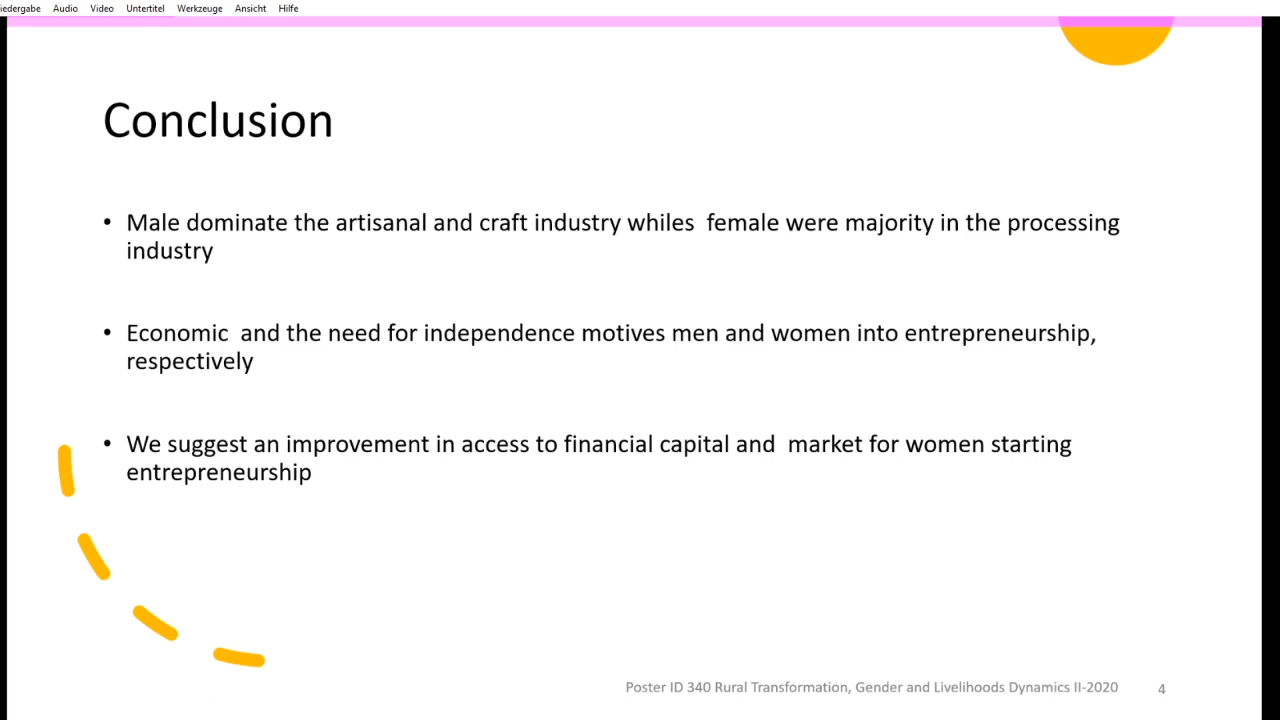 iedergabe Audio Video Untertitel Werkzeuge Ansicht Hilfe
Conclusion
• Male dominate the artisanal and craft industry whiles  female were majority in the processing
industry
• Economic  and the need for independence motives men and women into entrepreneurship,
respectively
• We suggest an improvement in access to financial capital and  market for women starting
entrepreneurship
Poster ID 340 Rural Transformation, Gender and Livelihoods Dynamics II-2020 4